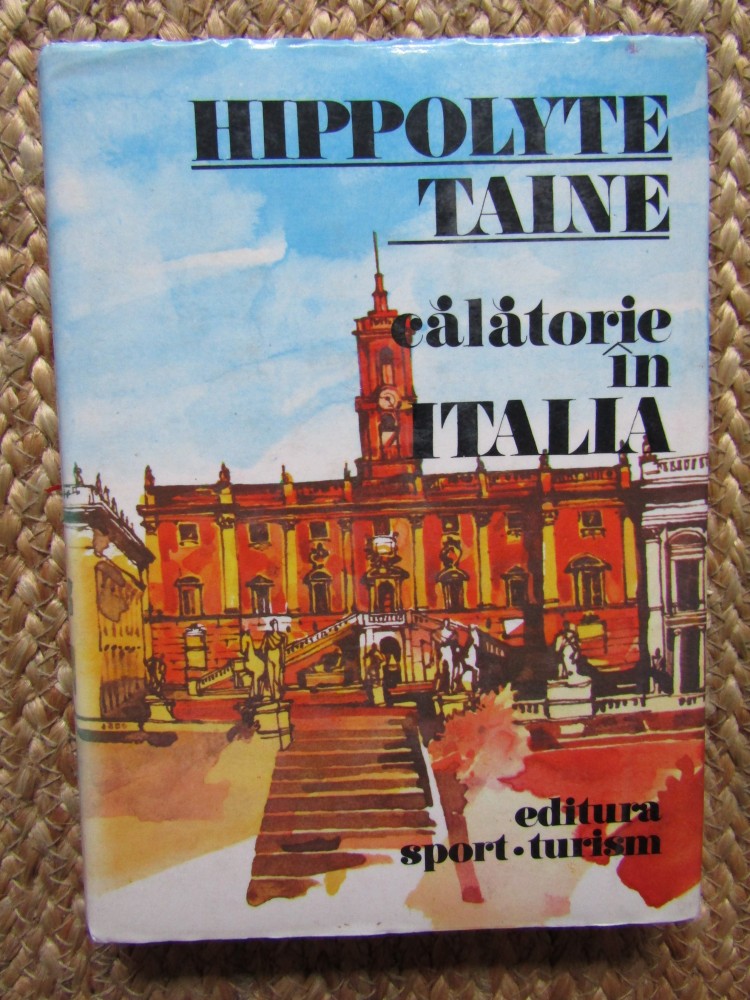 HIPPOLYTE
TAINE
călătorie
în
ITALIA
editura
sport·turism